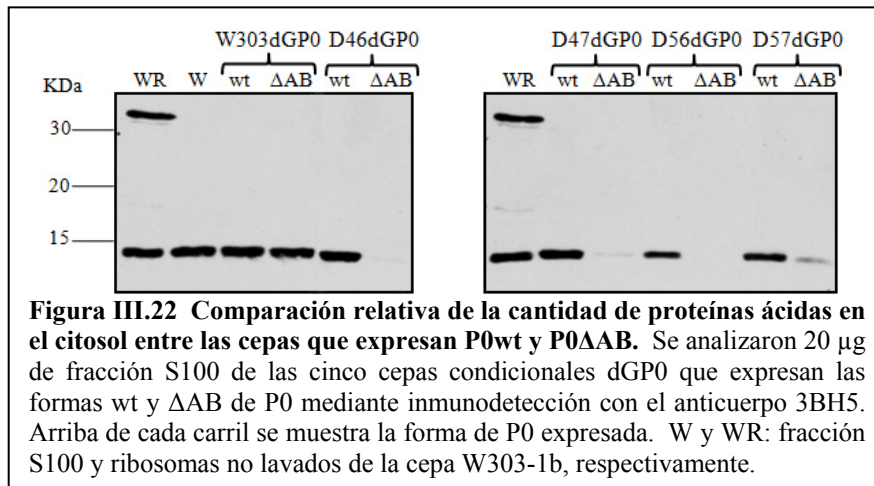 W303dGP0 D46dGP0 D47dGP0 D56dGP0 D57dGP0
KDa WR W wt ΔAB wt ΔAB WR wt ΔAB wt ΔAB wt ΔAB
30
20
15
Figura III.22 Comparación relativa de la cantidad de proteínas ácidas en
el citosol entre las cepas que expresan P0wt y P0ΔAB. Se analizaron 20 µg
de fracción S100 de las cinco cepas condicionales dGP0 que expresan las
formas wt y ΔAB de P0 mediante inmunodetección con el anticuerpo 3BH5.
Arriba de cada carril se muestra la forma de P0 expresada. W y WR: fracción
S100 y ribosomas no lavados de la cepa W303-1b, respectivamente.